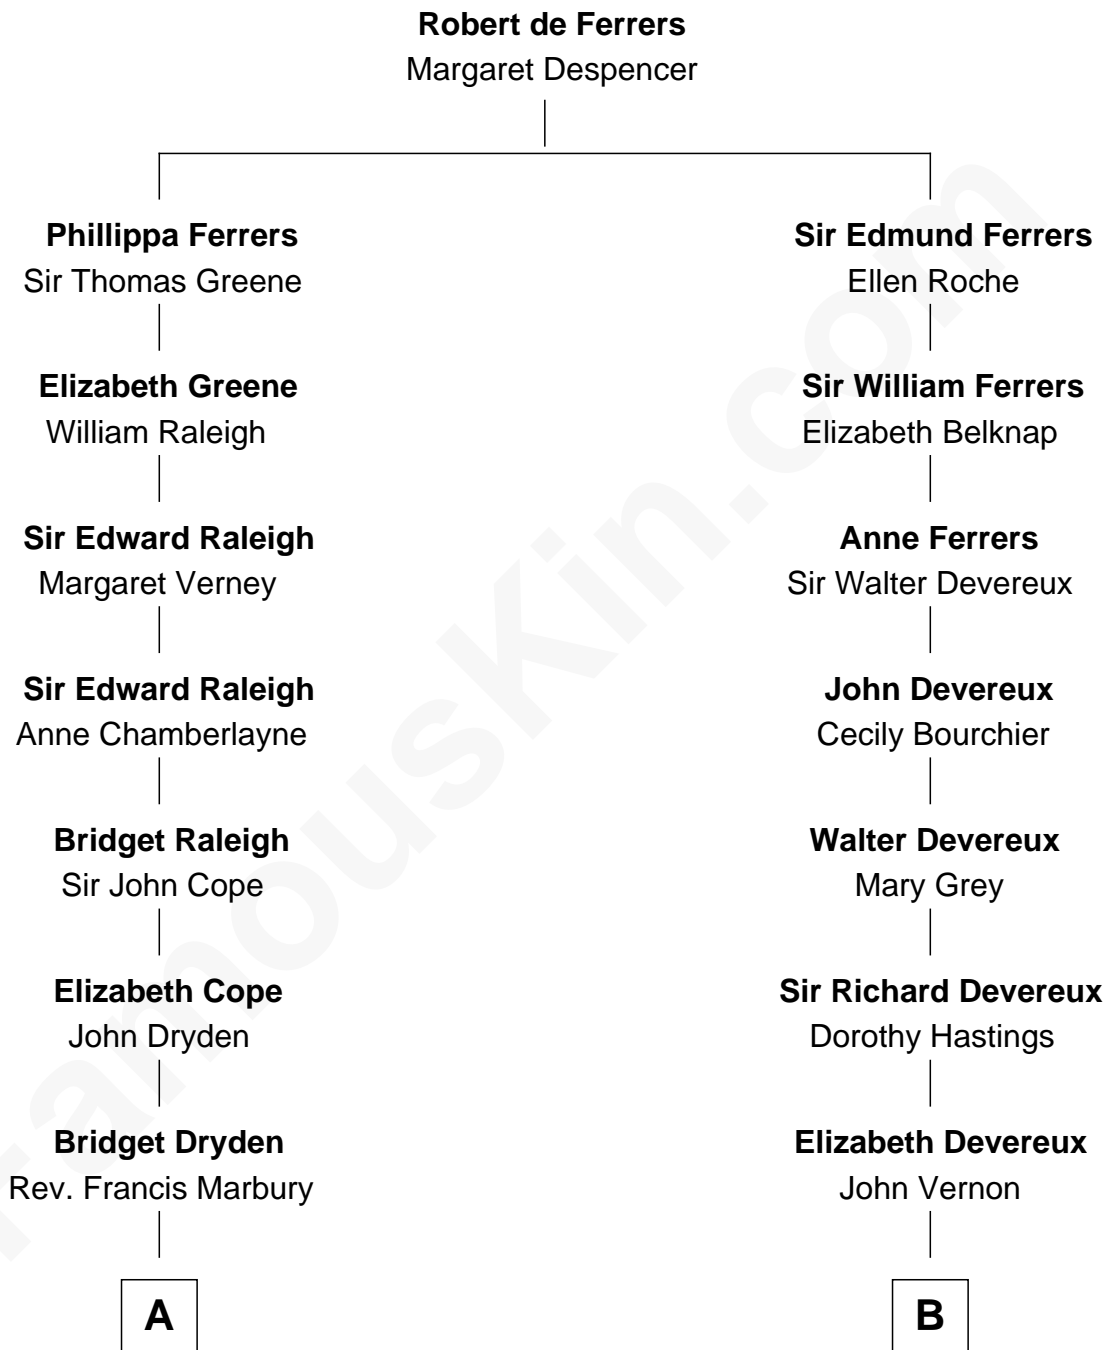 Robert de Ferrers
Margaret Despencer
Phillippa Ferrers
Sir Thomas Greene
Elizabeth Greene
William Raleigh
Sir Edward Raleigh
Margaret Verney
Sir Edward Raleigh
Anne Chamberlayne
Bridget Raleigh
Sir John Cope
Elizabeth Cope
John Dryden
Bridget Dryden
Rev. Francis Marbury
A
Sir Edmund Ferrers
Ellen Roche
Sir William Ferrers
Elizabeth Belknap
Anne Ferrers
Sir Walter Devereux
John Devereux
Cecily Bourchier
Walter Devereux
Mary Grey
Sir Richard Devereux
Dorothy Hastings
Elizabeth Devereux
John Vernon
B
FamousKin.com